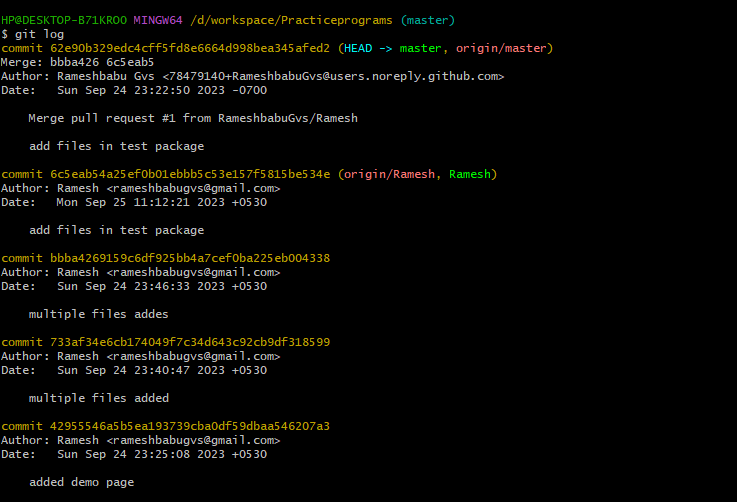 HP@DESKTOP-B71KROO MINGW64 /d/workspace/Practiceprograms (master)
$ git log
commit 62e90b329edc4cff5fd8e6664d998bea345afed2 (HEAD -> master, origin/master)
Merge: bbba426 6c5eab5
Author: Rameshbabu Gvs <78479140+RameshbabuGvs@users.noreply.github.com>
Date:   Sun Sep 24 23:22:50 2023 -0700
    Merge pull request #1 from RameshbabuGvs/Ramesh
    add files in test package
commit 6c5eab54a25ef0b01ebbb5c53e157f5815be534e (origin/Ramesh, Ramesh)
Author: Ramesh <rameshbabugvs@gmail.com>
Date:   Mon Sep 25 11:12:21 2023 +0530
    add files in test package
commit bbba4269159c6df925bb4a7cef0ba225eb004338
Author: Ramesh <rameshbabugvs@gmail.com>
Date:   Sun Sep 24 23:46:33 2023 +0530
    multiple files addes
commit 733af34e6cb174049f7c34d643c92cb9df318599
Author: Ramesh <rameshbabugvs@gmail.com>
Date:   Sun Sep 24 23:40:47 2023 +0530
    multiple files added
commit 42955546a5b5ea193739cba0df59dbaa546207a3
Author: Ramesh <rameshbabugvs@gmail.com>
Date:   Sun Sep 24 23:25:08 2023 +0530
    added demo page